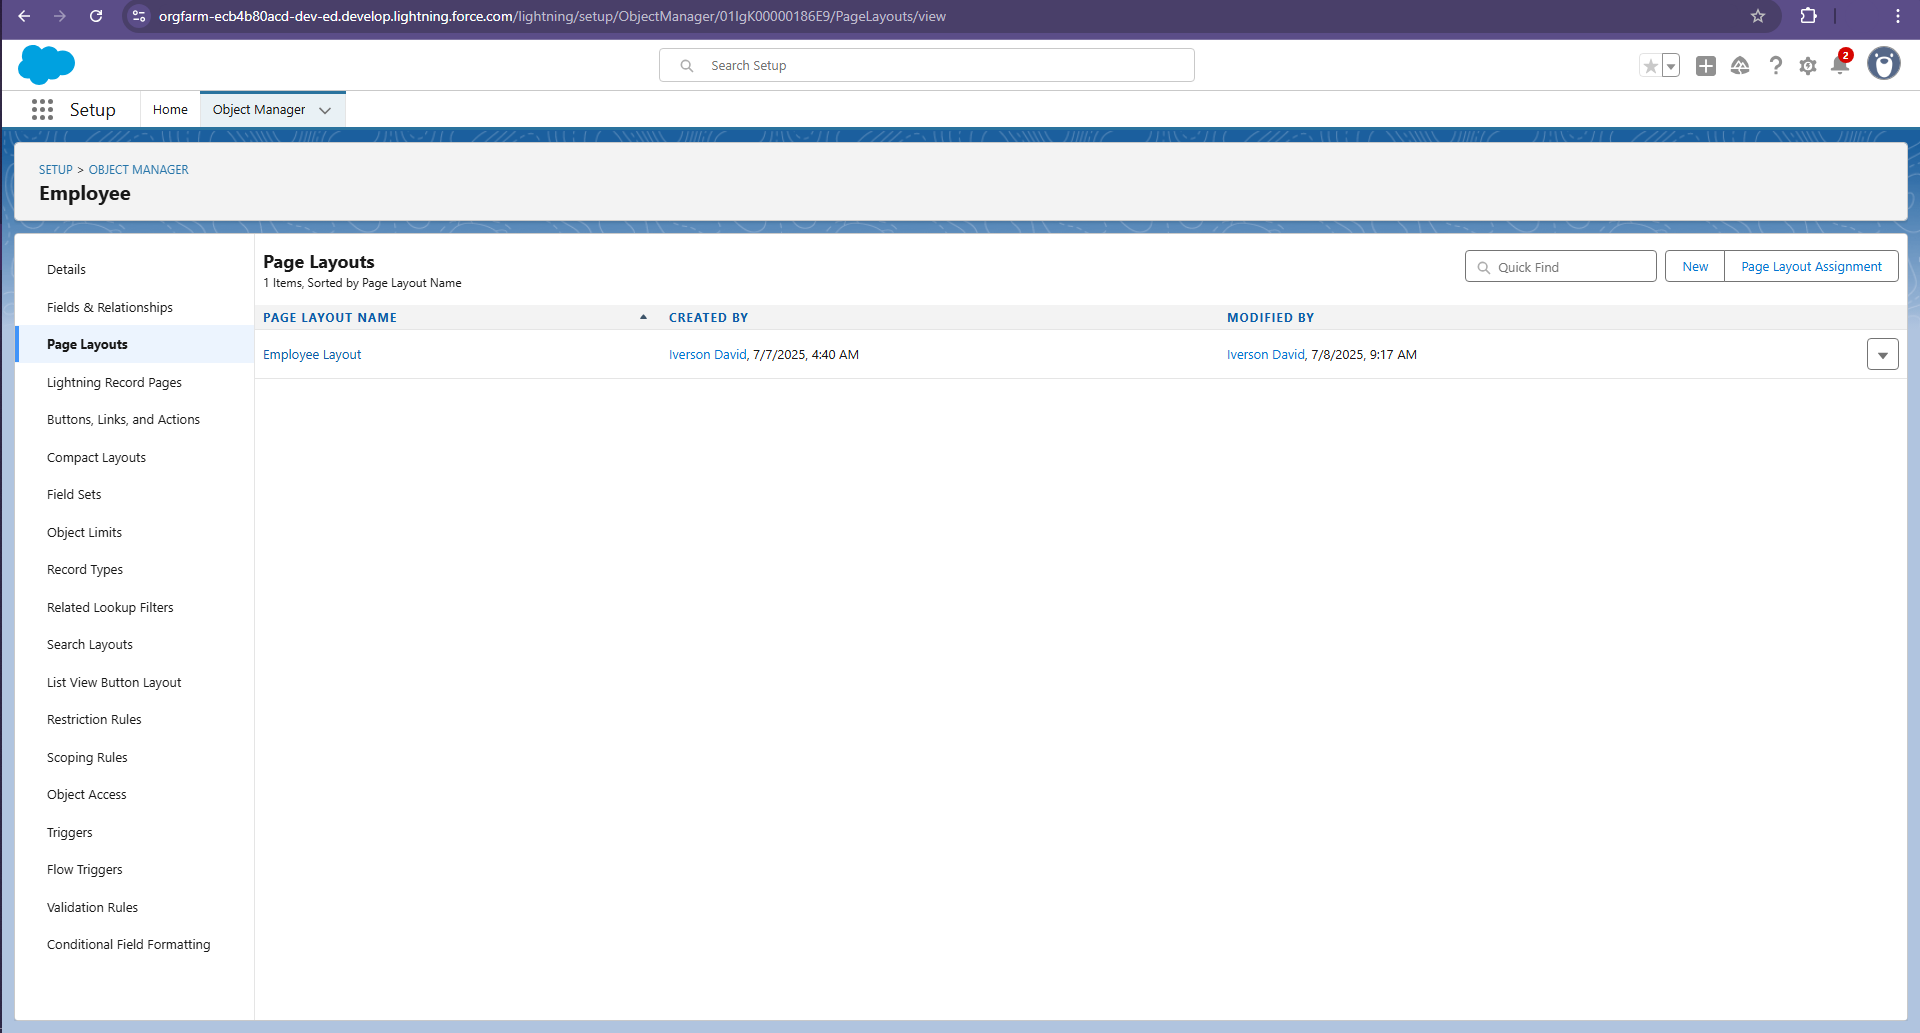 orgfarm-ecb4b80acd-dev-ed.develop.lightning.force.com/lightning/setup/ObjectManager/01IgK00000186E9/PageLayouts/view
Search Setup
2
Setup
Home
Object Manager
SETUP > OBJECT MANAGER
Employee
Details
Fields & Relationships
Page Layouts
Lightning Record Pages
Buttons, Links, and Actions
Compact Layouts
Field Sets
Object Limits
Record Types
Related Lookup Filters
Search Layouts
List View Button Layout
Restriction Rules
Scoping Rules
Object Access
Triggers
Flow Triggers
Validation Rules
Conditional Field Formatting
Page Layouts
1 Items, Sorted by Page Layout Name
Quick Find
New
Page Layout Assignment
PAGE LAYOUT NAME CREATED BY MODIFIED BY
Employee Layout Iverson David, 7/7/2025, 4:40 AM Iverson David, 7/8/2025, 9:17 AM